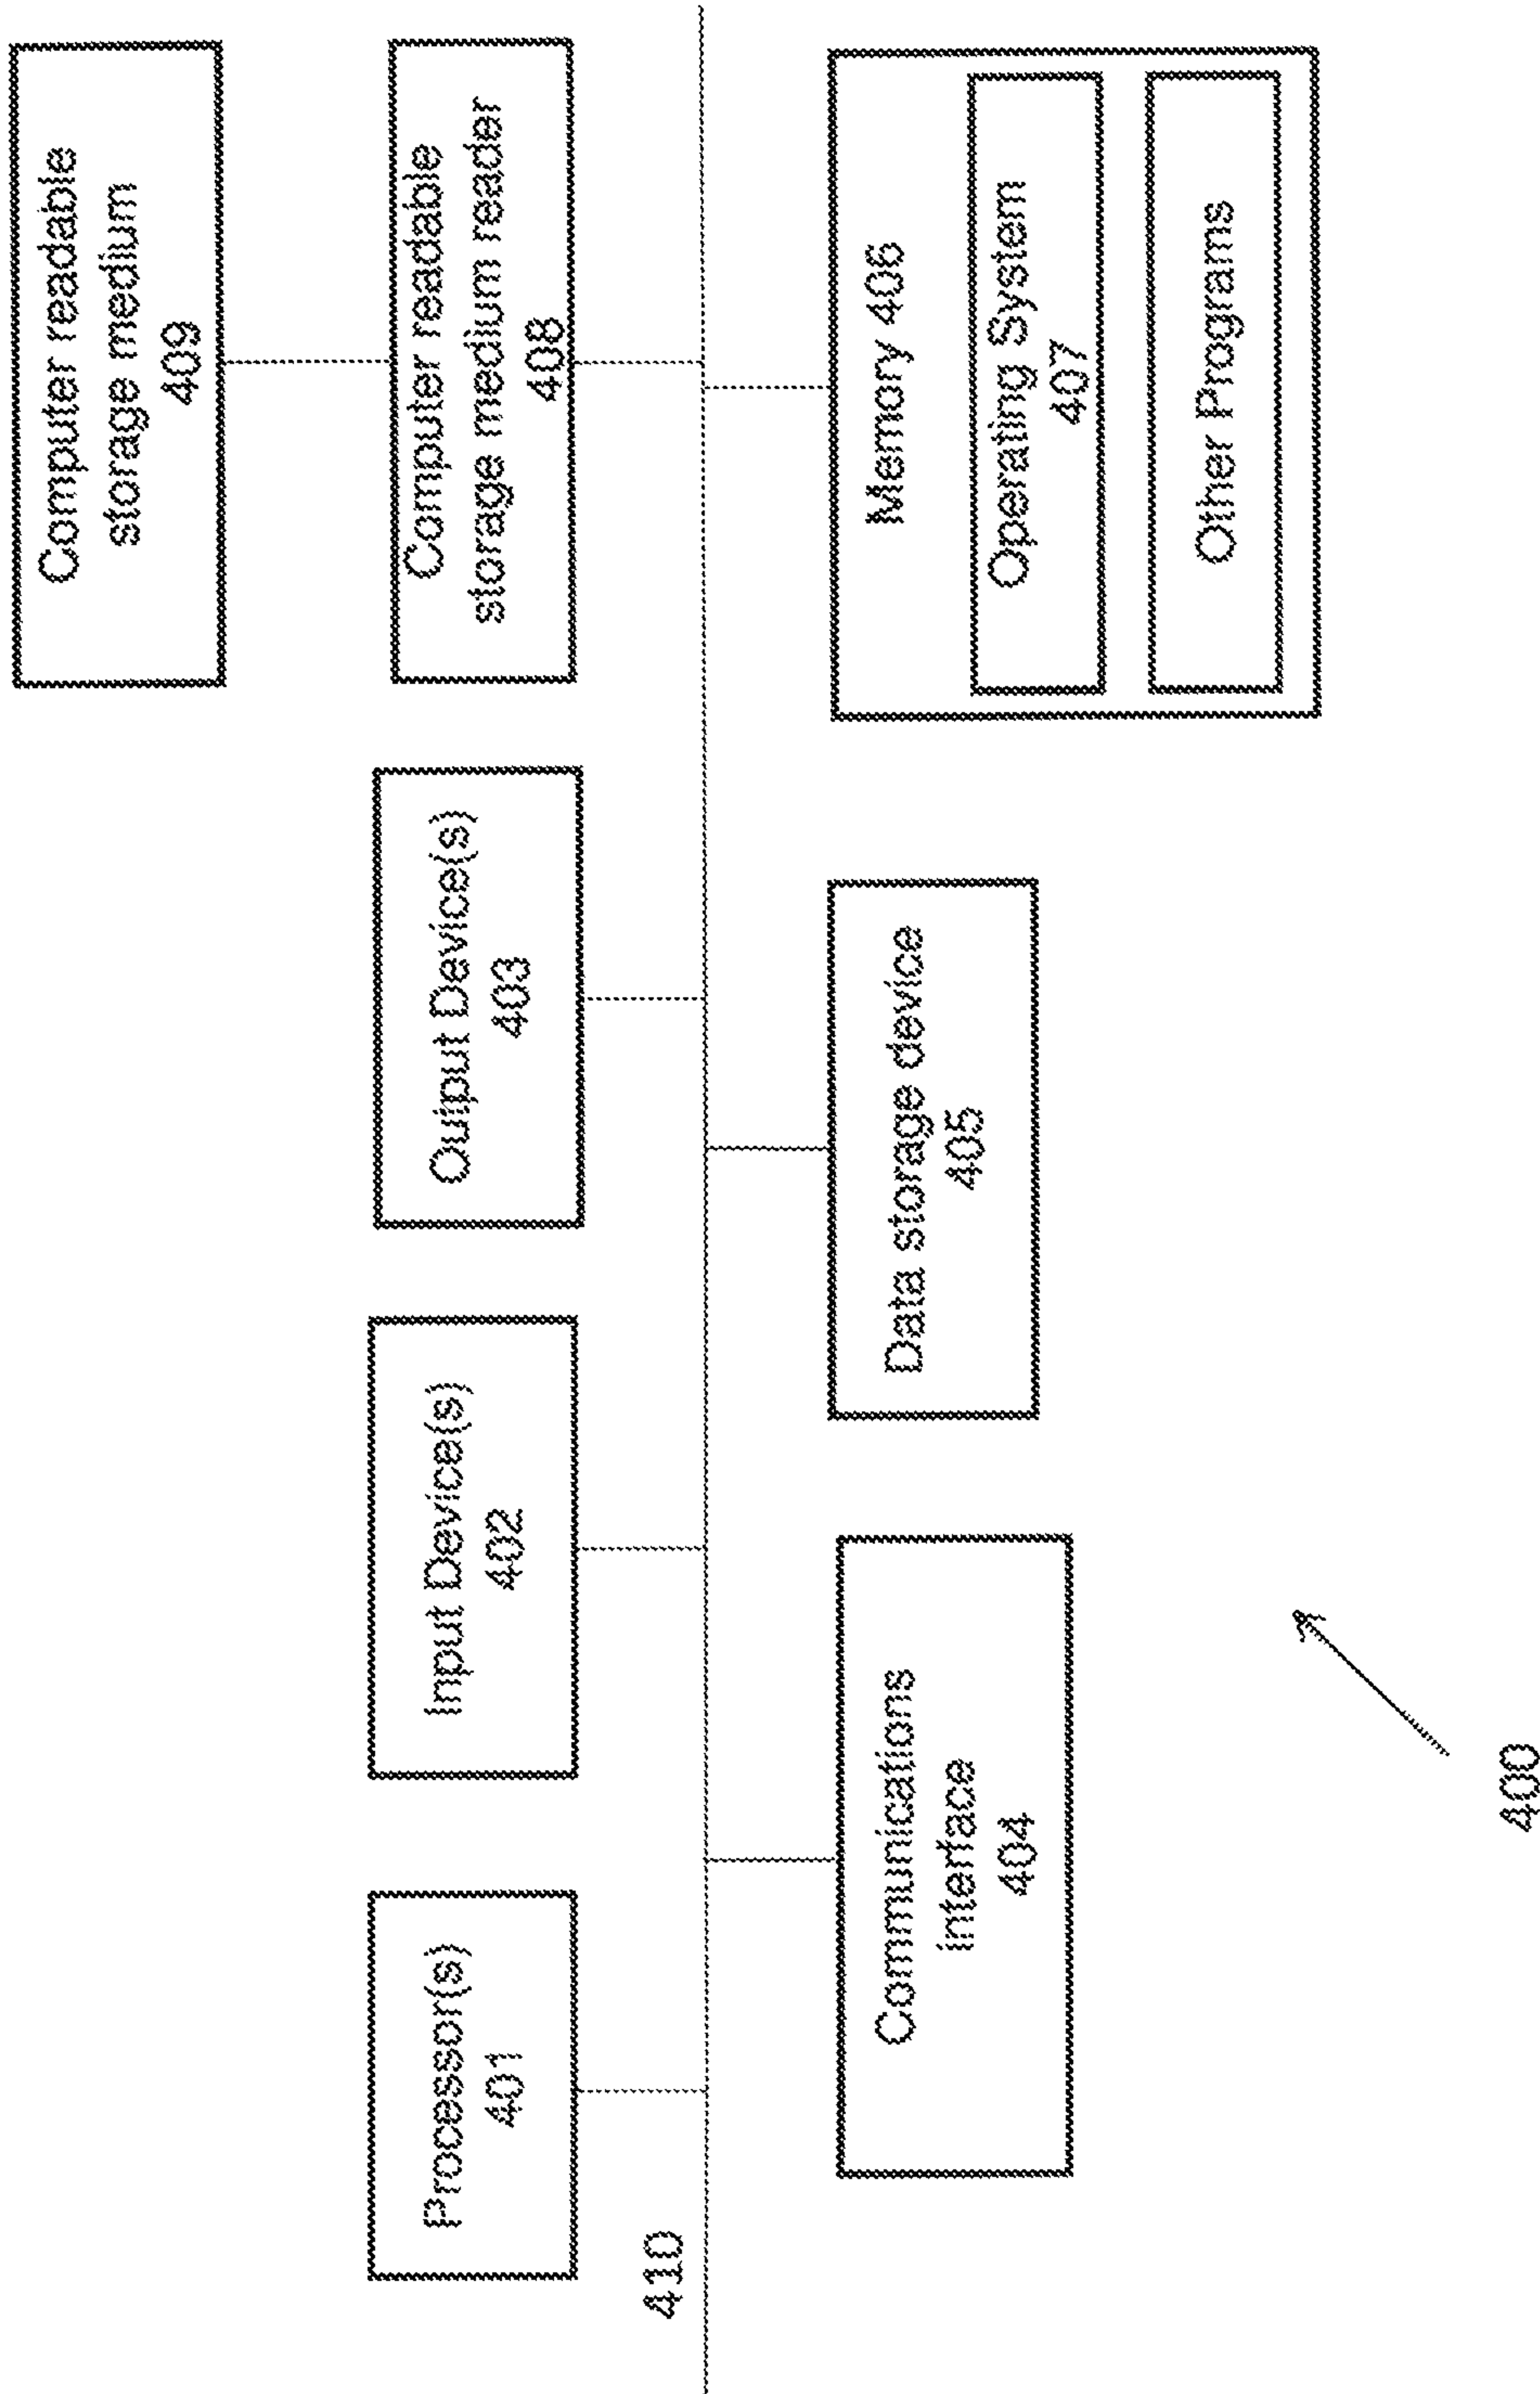 Computer readable
storage medium
409
Processor(s)
401
Input Device(s)
402
Output Device(s)
403
Computer readable
storage medium reader
408
410
Communications
interface
404
Data storage device
405
Memory 406
Operating System
407
Other Programs
400